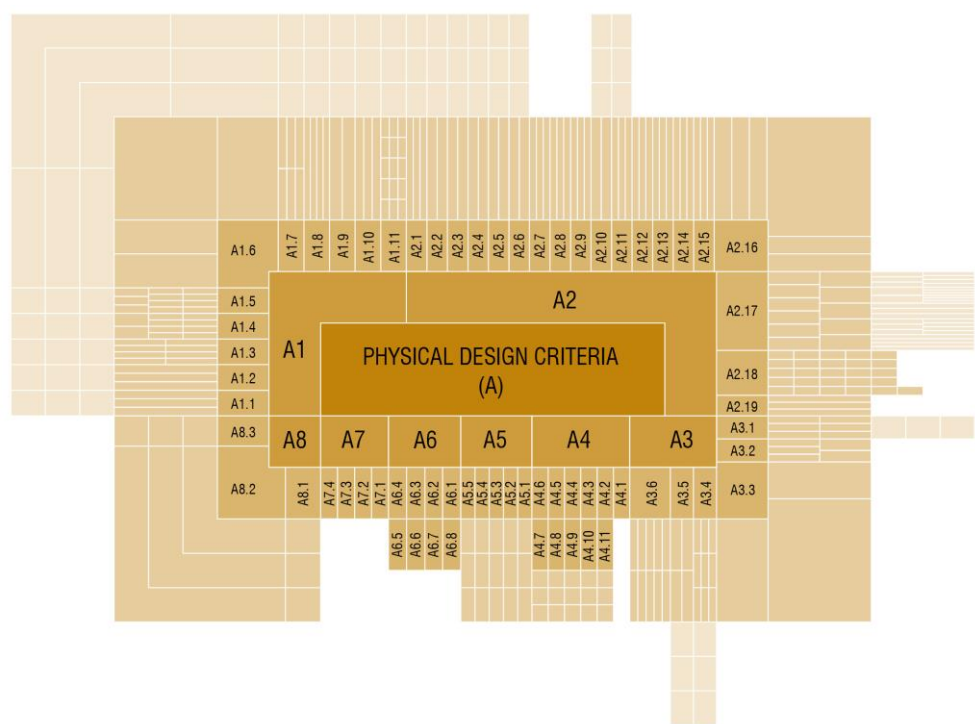 A1.6
A1.7
A1.8
A1.9
A1.10
A1.11
A2.1
A2.2
A2.3
A2.4
A2.5
A2.6
A2.7
A2.8
A2.9
A2.10
A2.11
A2.12
A2.13
A2.14
A2.15
A2.16
A1.5
A1.4
A1.3
A1.2
A1.1
A1
A2
PHYSICAL DESIGN CRITERIA
(A)
A2.17
A2.18
A2.19
A8.3
A8
A7
A6
A5
A4
A3
A3.1
A3.2
A8.2
A8.1
A7.4
A7.3
A7.2
A7.1
A6.4
A6.3
A6.2
A6.1
A5.5
A5.4
A5.3
A5.2
A5.1
A4.6
A4.5
A4.4
A4.3
A4.2
A4.1
A3.6
A3.5
A3.4
A3.3
A6.5
A6.6
A6.7
A6.8
A4.7
A4.8
A4.9
A4.10
A4.11